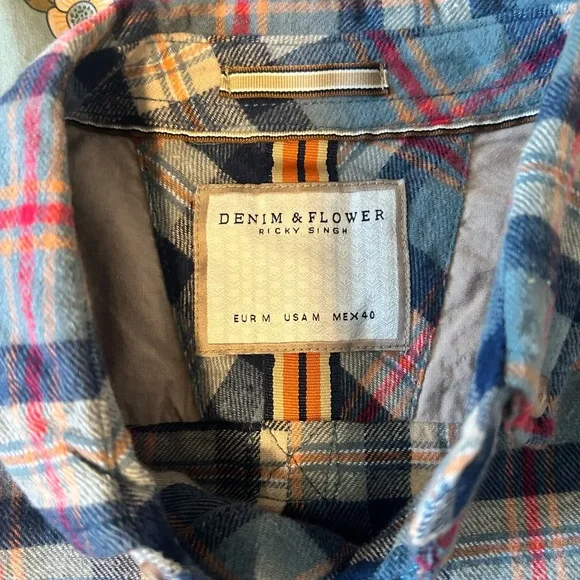 DENIM & FLOWER
RICKY SINGH
EUR M USA M MEX 40